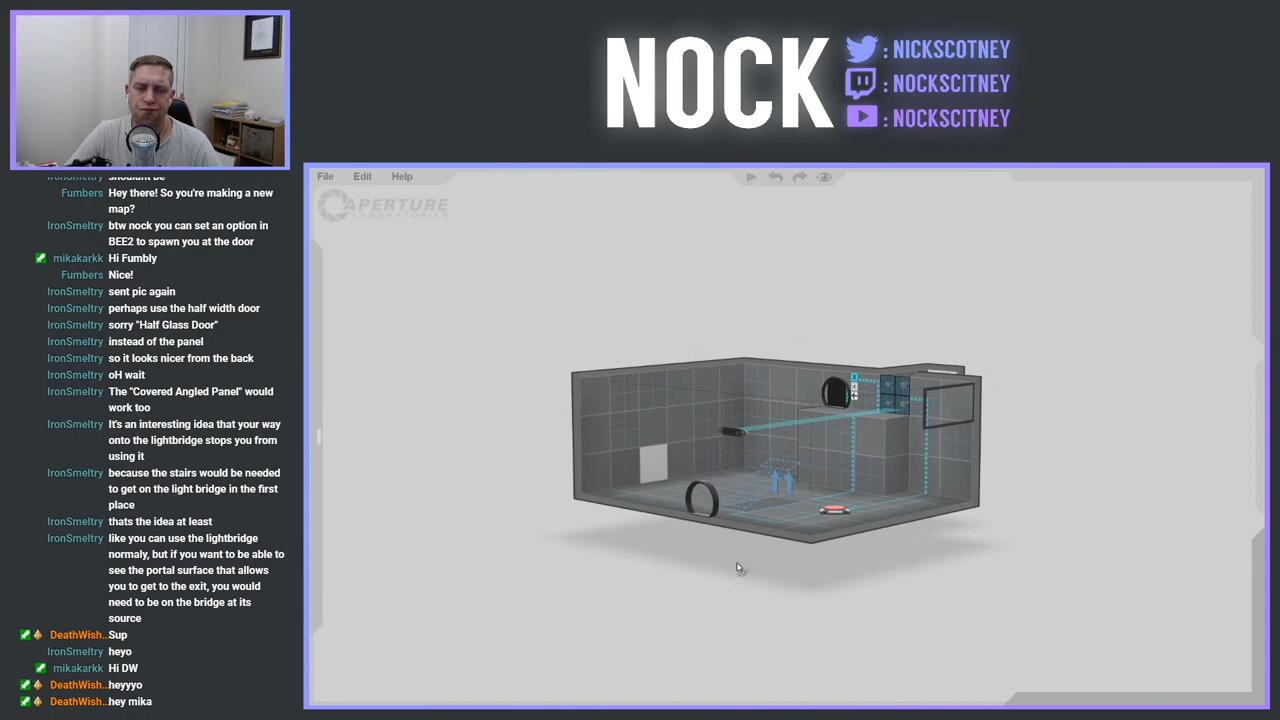 NOCK
: NICKSCOTNEY
: NOCKSCITNEY
: NOCKSCITNEY
File Edit Help
APERTURE
LABORATORIES
IronSmeltry shouldnt be
Fumbers Hey there! So you're making a new
map?
IronSmeltry btw nock you can set an option in
BEE2 to spawn you at the door
mikakarkk Hi Fumbly
Fumbers Nice!
IronSmeltry sent pic again
IronSmeltry perhaps use the half width door
IronSmeltry sorry "Half Glass Door"
IronSmeltry instead of the panel
IronSmeltry so it looks nicer from the back
IronSmeltry oH wait
IronSmeltry The "Covered Angled Panel" would
work too
IronSmeltry It's an interesting idea that your way
onto the lightbridge stops you from
using it
IronSmeltry because the stairs would be needed
to get on the light bridge in the first
place
IronSmeltry thats the idea at least
IronSmeltry like you can use the lightbridge
normaly, but if you want to be able to
see the portal surface that allows
you to get to the exit, you would
need to be on the bridge at its
source
DeathWish.. Sup
IronSmeltry heyo
mikakarkk Hi DW
DeathWish.. heyyyo
DeathWish.. hey mika